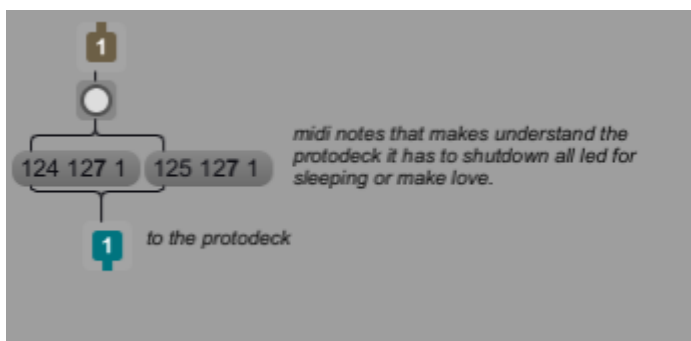 1
124 127 1
125 127 1
midi notes that makes understand the
protodeck it has to shutdown all led for
sleeping or make love.
1
to the protodeck